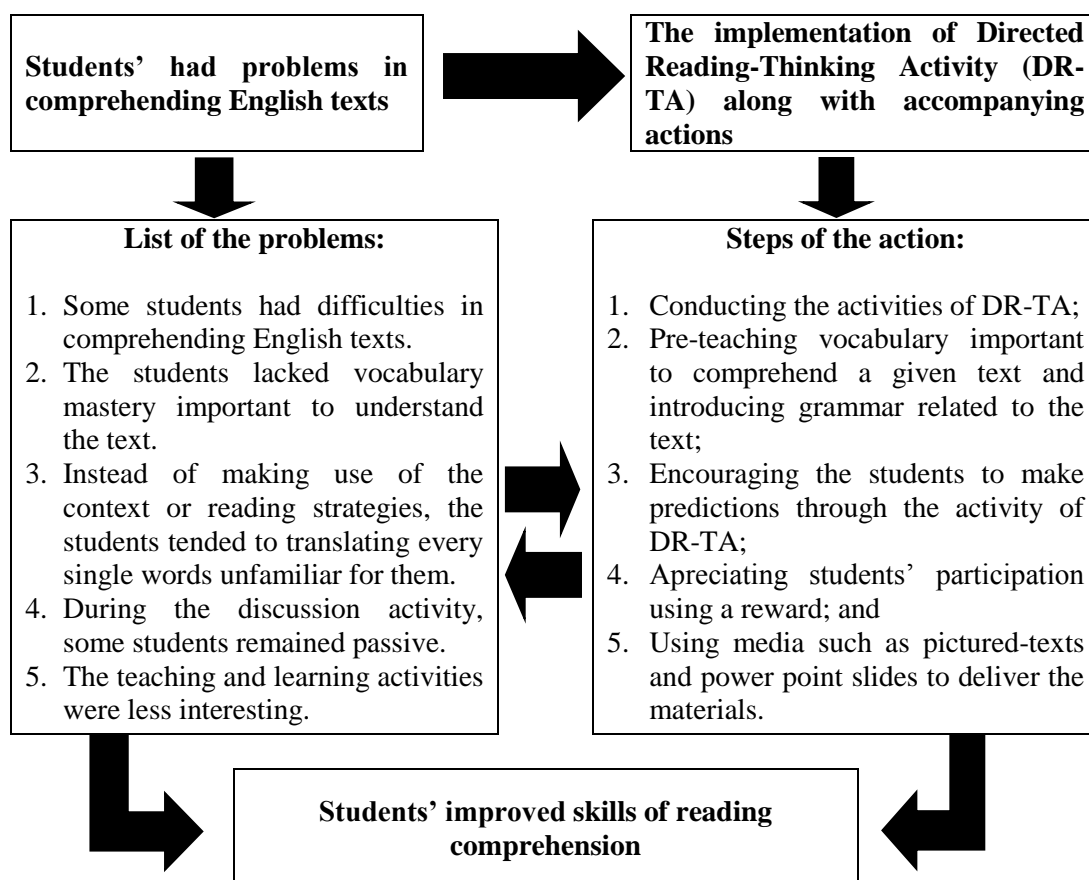 Students’ had problems in
comprehending English texts
The implementation of Directed
Reading-Thinking Activity (DR-
TA) along with accompanying
actions
List of the problems:
1. Some students had difficulties in
comprehending English texts.
2. The students lacked vocabulary
mastery important to understand
the text.
3. Instead of making use of the
context or reading strategies, the
students tended to translating every
single words unfamiliar for them.
4. During the discussion activity,
some students remained passive.
5. The teaching and learning activities
were less interesting.
Steps of the action:
1. Conducting the activities of DR-TA;
2. Pre-teaching vocabulary important
to comprehend a given text and
introducing grammar related to the
text;
3. Encouraging the students to make
predictions through the activity of
DR-TA;
4. Apreciating students’ participation
using a reward; and
5. Using media such as pictured-texts
and power point slides to deliver the
materials.
Students’ improved skills of reading
comprehension